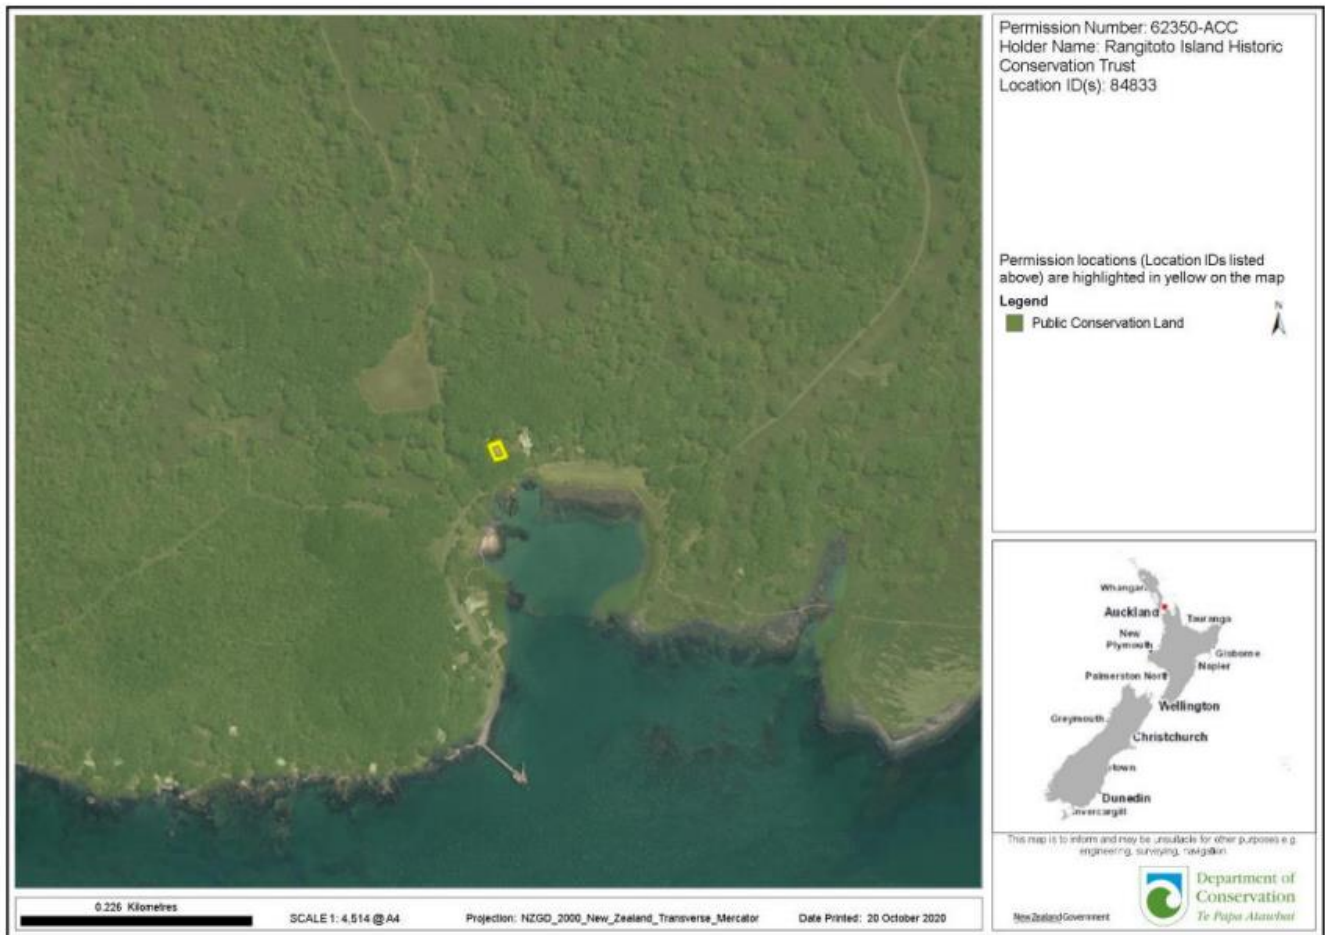 Permission Number: 62350-ACC
Holder Name: Rangitoto Island Historic
Conservation Trust
Location ID(s): 84833
Permission locations (Location IDs listed
above) are highlighted in yellow on the map
Legend
N
Public Conservation Land
Whangar
Auckland
Tauranga
New
Plymouth
Gisborne
Napier
Palmerston Nort
Wellington
Greymouth
Christchurch
town
Dunedin
Invercargill
This map is to inform and may be unsuitable for other purposes e.g.
engineering, surveying, navigation.
Department of
Conservation
Te Papa Atawhai
New Zealand Government
0.226 Kilometres
SCALE 1: 4,514 @ A4
Projection: NZGD_2000_New_Zealand_Transverse_Mercator
Date Printed: 20 October 2020